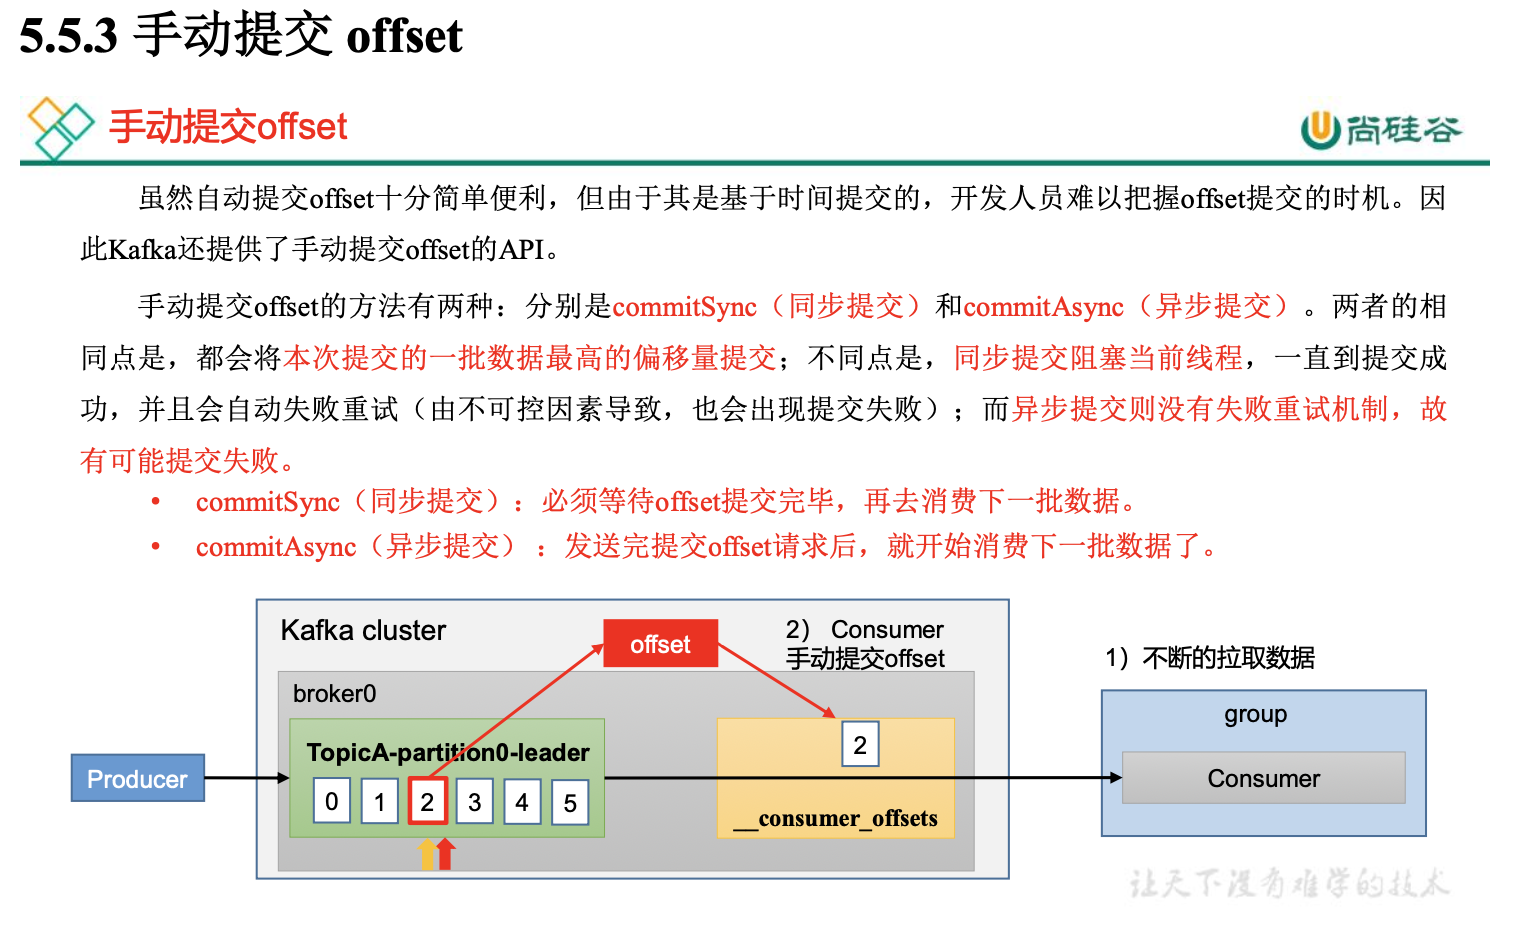 5.5.3 手动提交 offset
手动提交offset
尚硅谷
虽然自动提交offset十分简单便利，但由于其是基于时间提交的，开发人员难以把握offset提交的时机。因
此Kafka还提供了手动提交offset的API。
手动提交offset的方法有两种：分别是commitSync（同步提交）和commitAsync（异步提交）。两者的相
同点是，都会将本次提交的一批数据最高的偏移量提交；不同点是，同步提交阻塞当前线程，一直到提交成
功，并且会自动失败重试（由不可控因素导致，也会出现提交失败）；而异步提交则没有失败重试机制，故
有可能提交失败。
• commitSync（同步提交）：必须等待offset提交完毕，再去消费下一批数据。
• commitAsync（异步提交） ：发送完提交offset请求后，就开始消费下一批数据了。
Kafka cluster
offset
2） Consumer
手动提交offset
1）不断的拉取数据
broker0
group
TopicA-partition0-leader
2
Producer
Consumer
0 1 2 3 4 5
__consumer_offsets
让天下没有难学的技术